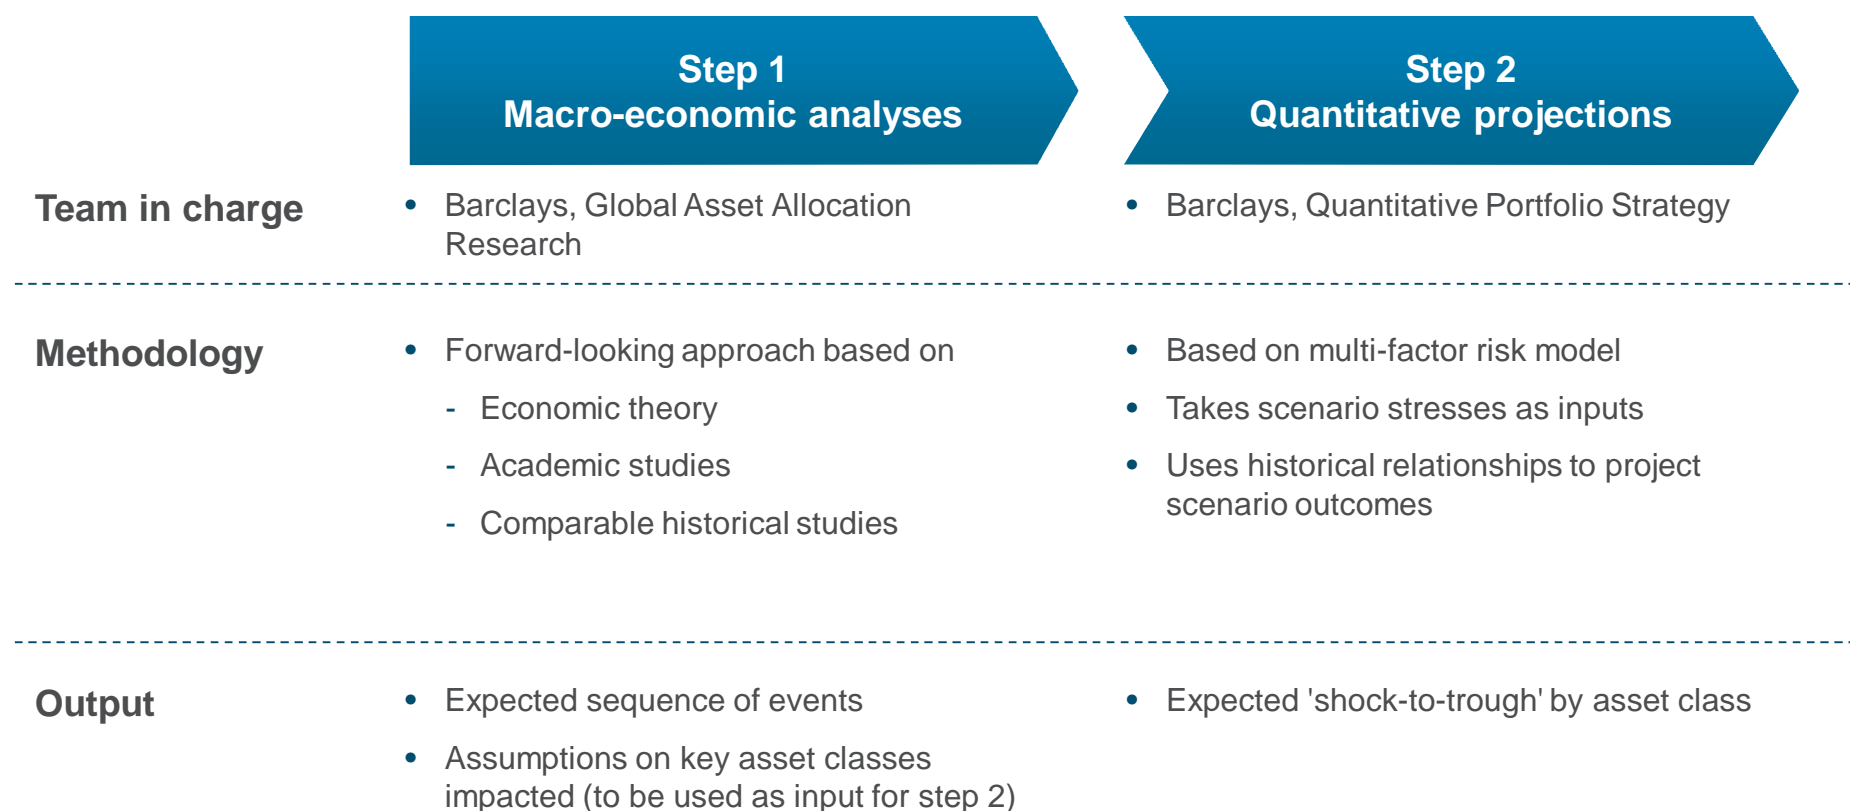 Step 1
Macro-economic analyses
Step 2
Quantitative projections
Team in charge
• Barclays, Global Asset Allocation
Research
• Barclays, Quantitative Portfolio Strategy
Methodology
• Forward-looking approach based on
- Economic theory
- Academic studies
- Comparable historical studies
• Based on multi-factor risk model
• Takes scenario stresses as inputs
• Uses historical relationships to project
scenario outcomes
Output
• Expected sequence of events
• Assumptions on key asset classes
impacted (to be used as input for step 2)
• Expected 'shock-to-trough' by asset class